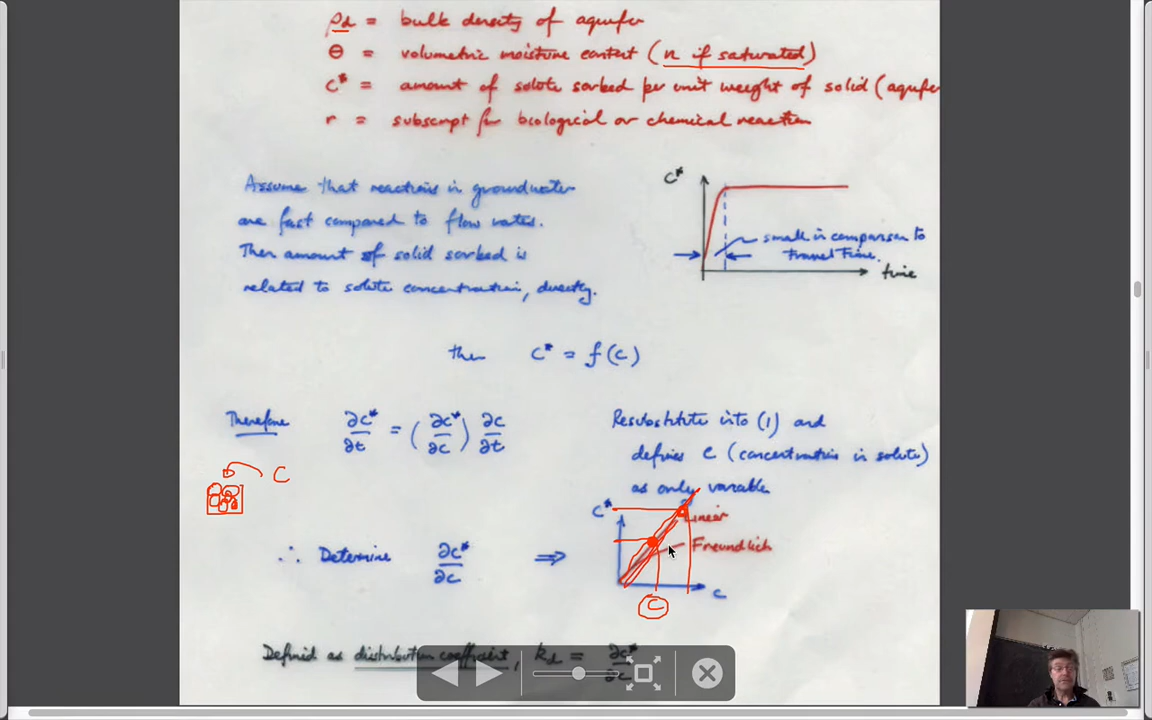 ρd = bulk density of aquifer
θ = volumetric moisture content (n if saturated)
C* = amount of solute sorbed per unit weight of solid (aquife
r = subscript for biological or chemical reaction
Assume that reactions in groundwater
are fast compared to flow rates.
Then amount of solid sorbed is
related to solute concentration, directly.
C*
small in comparison to
travel time.
time
then C* = f(c)
Therefore ∂C*/∂t = (∂C*/∂C) ∂C/∂t
Resubstitute into (1) and
defines C (concentration in solute)
as only variable
C
C*
Linear
Freundlich
C
C
∴ Determine ∂C*/∂C ⇒
Defined as distribution coefficient, kd = ∂C*/∂C